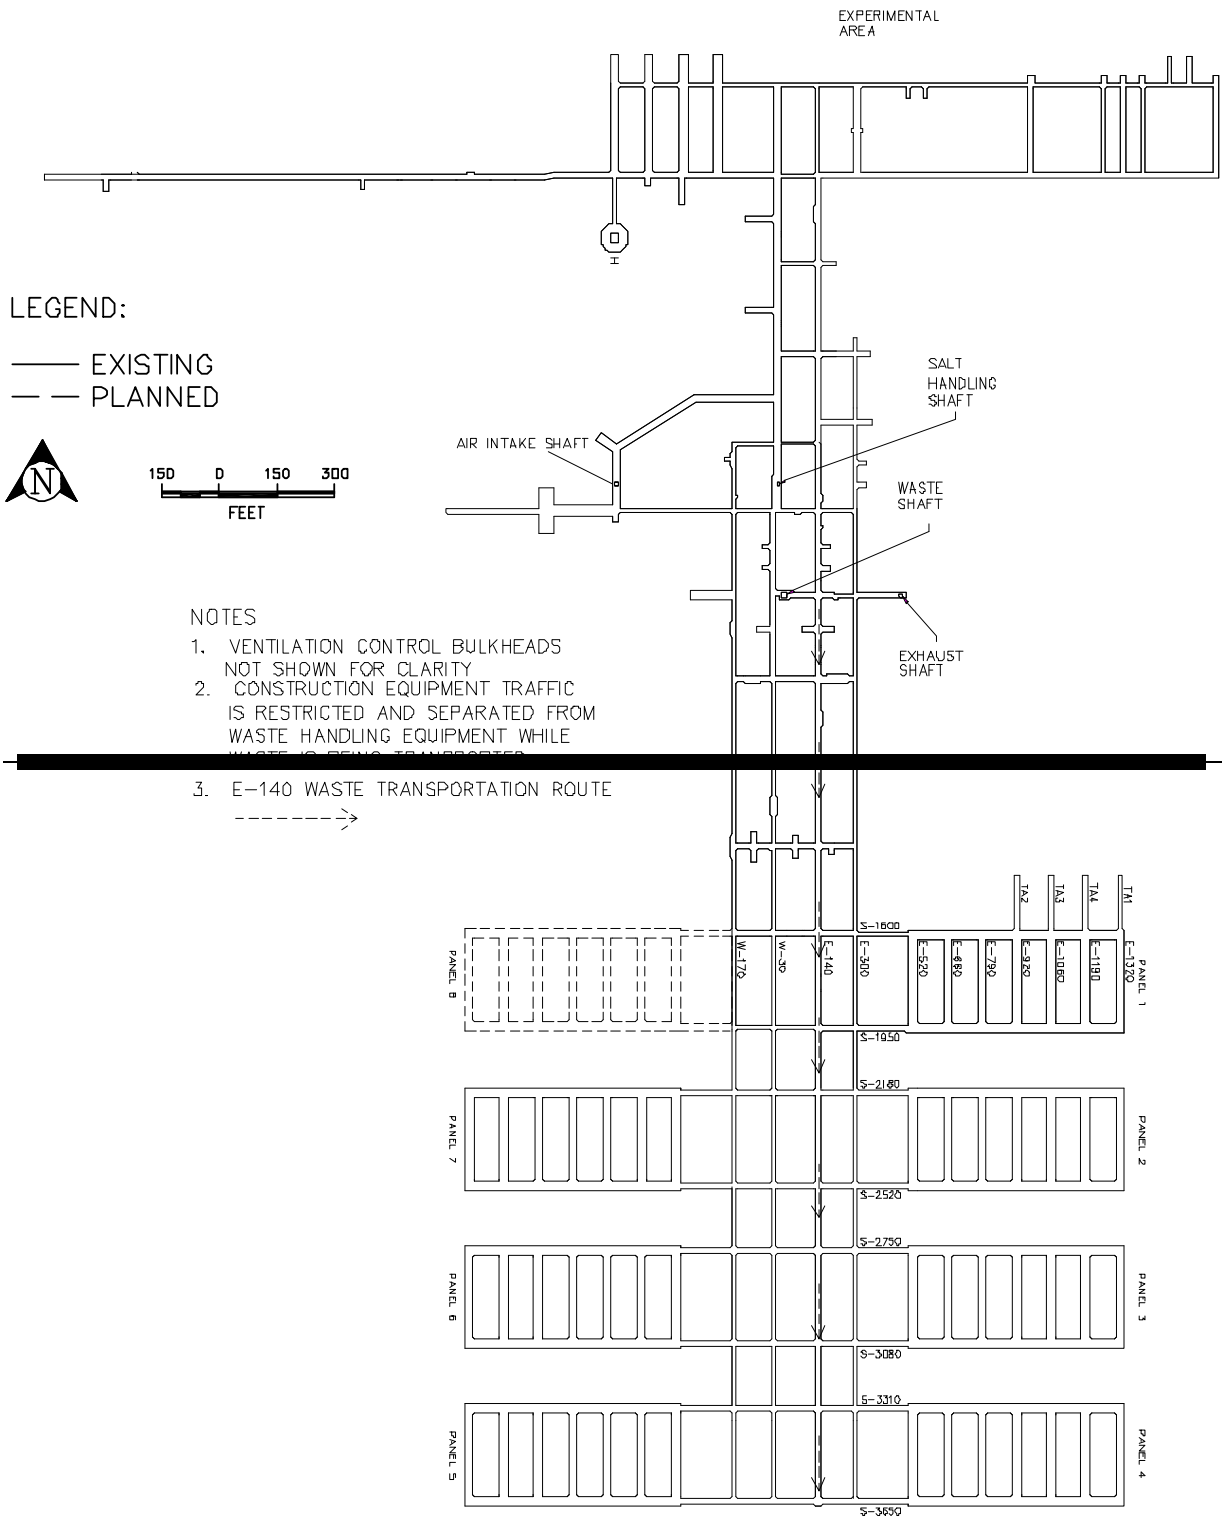 EXPERIMENTAL
AREA
H
LEGEND:
EXISTING
PLANNED
N
150 0 150 300
FEET
AIR INTAKE SHAFT
SALT
HANDLING
SHAFT
WASTE
SHAFT
EXHAUST
SHAFT
NOTES
1. VENTILATION CONTROL BULKHEADS
NOT SHOWN FOR CLARITY
2. CONSTRUCTION EQUIPMENT TRAFFIC
IS RESTRICTED AND SEPARATED FROM
WASTE HANDLING EQUIPMENT WHILE
WASTE IS BEING TRANSPORTED
3. E-140 WASTE TRANSPORTATION ROUTE
TA2
TA3
TA4
TA1
S-1600
PANEL 8
W-170
W-30
E-140
E-300
E-520
E-660
E-790
E-920
E-1060
E-1190
E-1320
PANEL 1
S-1950
S-2180
PANEL 7
PANEL 2
S-2520
S-2750
PANEL 6
PANEL 3
S-3080
S-3310
PANEL 5
PANEL 4
S-3650